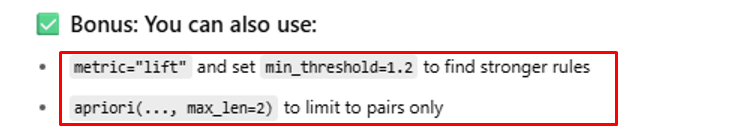 ✅ Bonus: You can also use:
• metric="lift" and set min_threshold=1.2 to find stronger rules
• apriori(..., max_len=2) to limit to pairs only